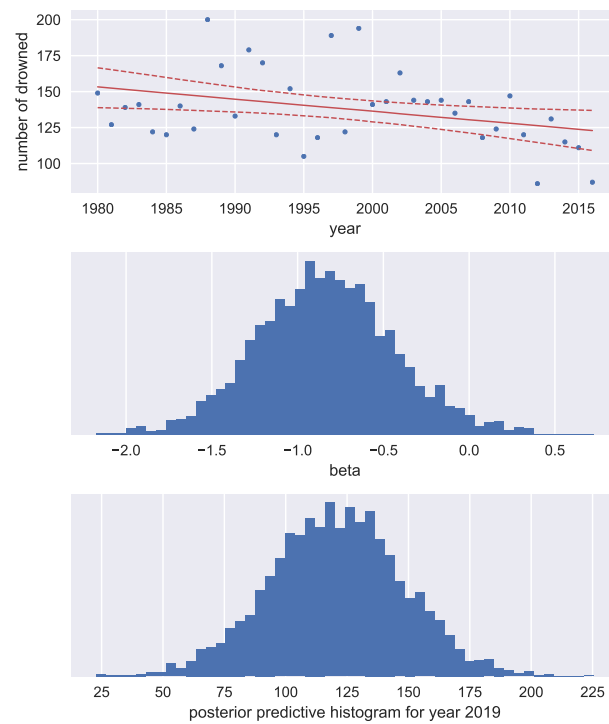 number of drowned
200
175
150
125
100
1980 1985 1990 1995 2000 2005 2010 2015
year
−2.0 −1.5 −1.0 −0.5 0.0 0.5
beta
25 50 75 100 125 150 175 200 225
posterior predictive histogram for year 2019